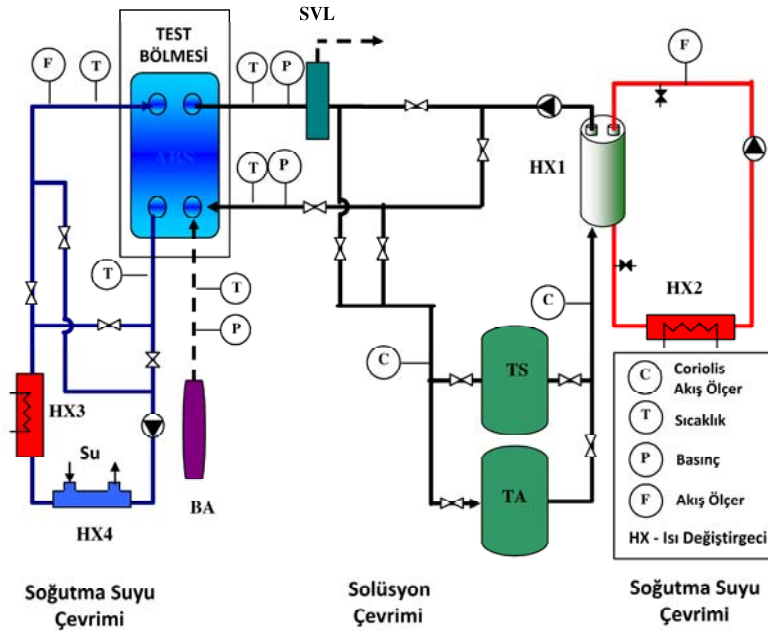 SVL
TEST
BÖLMESİ
F
T
T
P
ABS
T
P
T
T
P
HX1
F
C
HX2
C
TS
TA
HX3
Su
HX4
BA
C
Coriolis
Akış Ölçer
T
Sıcaklık
P
Basınç
F
Akış Ölçer
HX - Isı Değiştirgeci
Soğutma Suyu
Çevrimi
Solüsyon
Çevrimi
Soğutma Suyu
Çevrimi